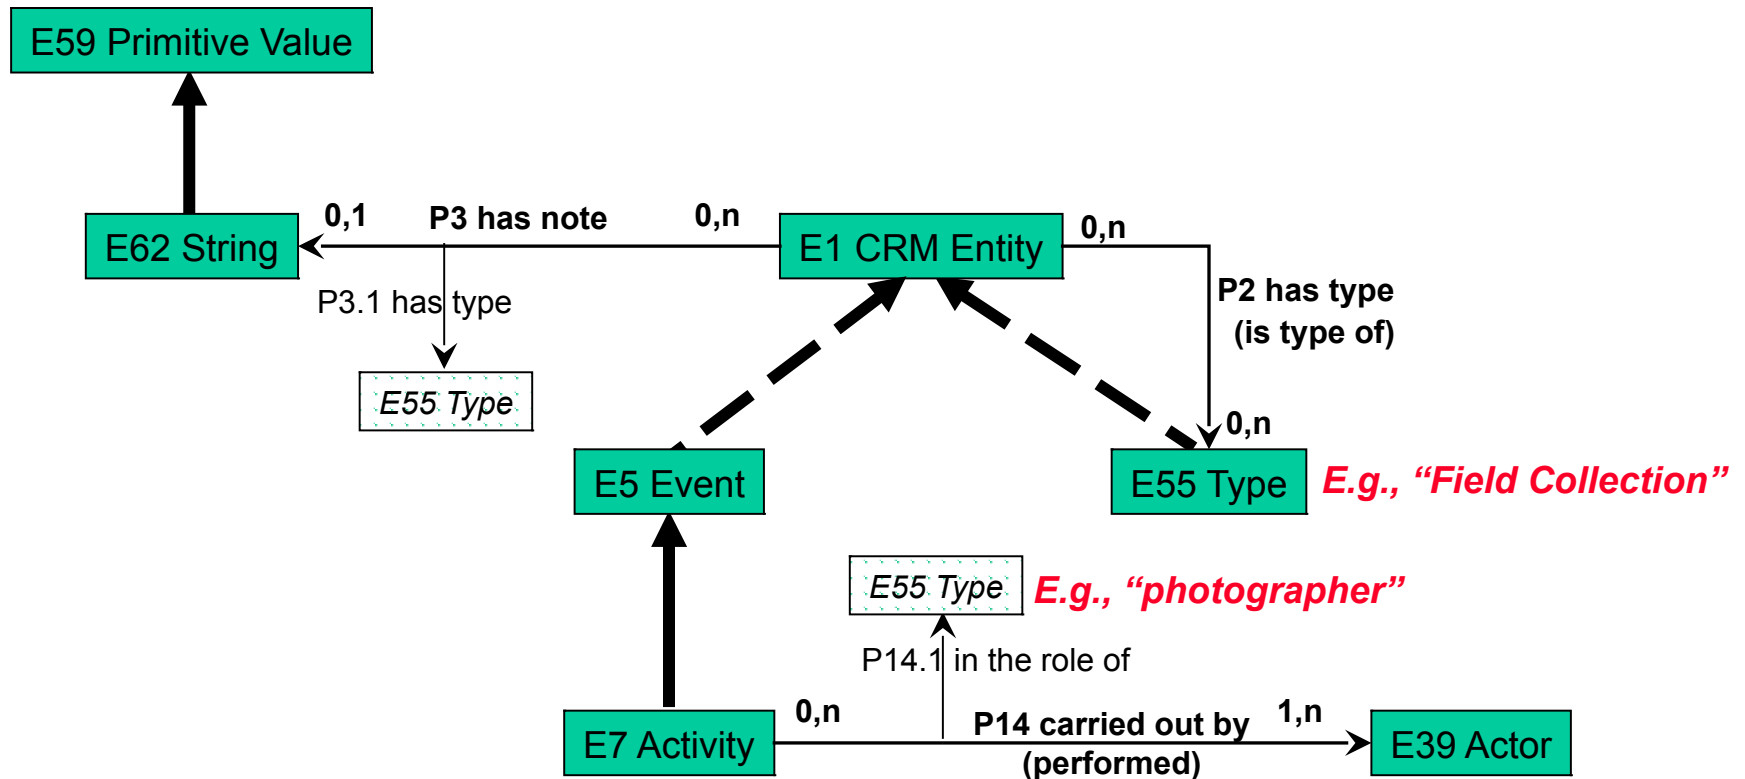 E59 Primitive Value
0,1
P3 has note
0,n
E62 String
E1 CRM Entity
0,n
P3.1 has type
P2 has type
(is type of)
E55 Type
0,n
E5 Event
E55 Type
E.g., “Field Collection”
E55 Type
E.g., “photographer”
P14.1 in the role of
0,n
P14 carried out by
1,n
E7 Activity
(performed)
E39 Actor